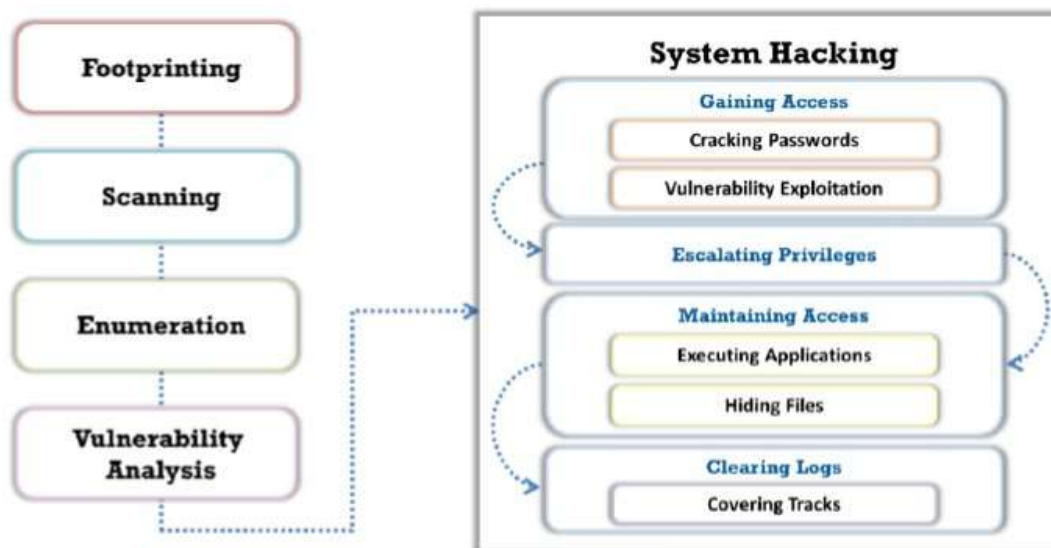 Footprinting
Scanning
Enumeration
Vulnerability
Analysis
System Hacking
Gaining Access
Cracking Passwords
Vulnerability Exploitation
Escalating Privileges
Maintaining Access
Executing Applications
Hiding Files
Clearing Logs
Covering Tracks